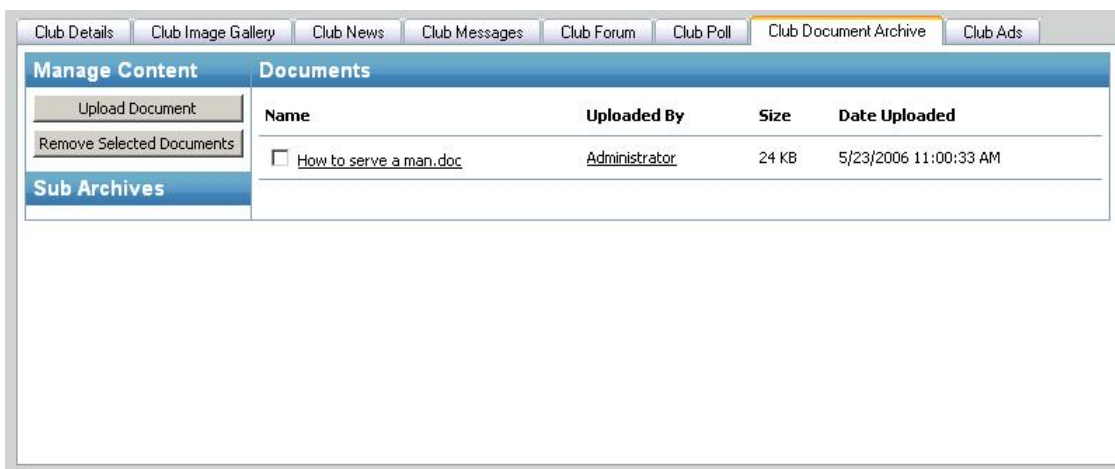 Club Details Club Image Gallery Club News Club Messages Club Forum Club Poll Club Document Archive Club Ads
Manage Content Documents
Upload Document
Name Uploaded By Size Date Uploaded
Remove Selected Documents
How to serve a man.doc Administrator 24 KB 5/23/2006 11:00:33 AM
Sub Archives